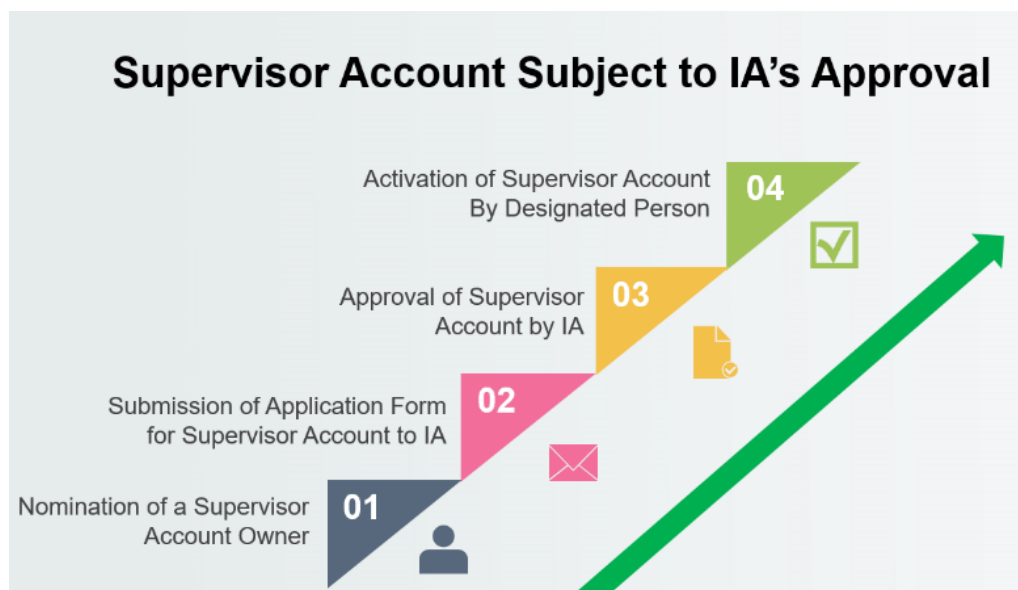 Supervisor Account Subject to IA’s Approval
Activation of Supervisor Account
By Designated Person
04
Approval of Supervisor
Account by IA
03
Submission of Application Form
for Supervisor Account to IA
02
Nomination of a Supervisor
Account Owner
01